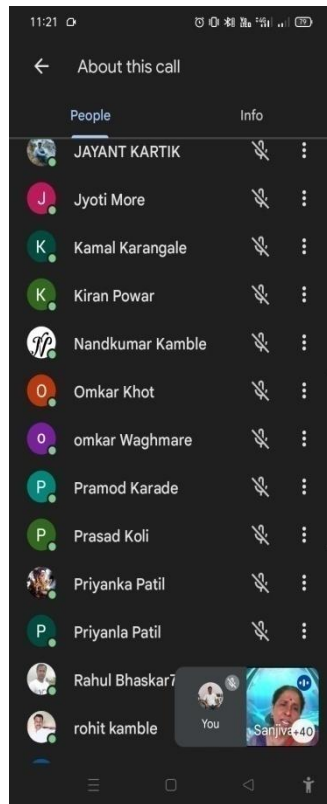 11:21
79
About this call
People Info
JAYANT KARTIK
J Jyoti More
K Kamal Karangale
K Kiran Powar
Nandkumar Kamble
O Omkar Khot
o omkar Waghmare
P Pramod Karade
P Prasad Koli
Priyanka Patil
P Priyanla Patil
Rahul Bhaskar7
rohit kamble
You
Sanjiva
+40